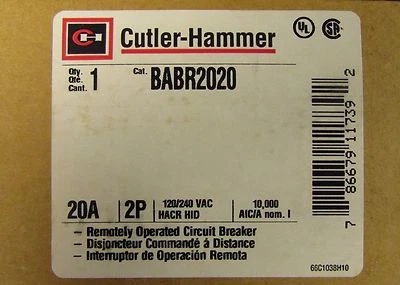 Cutler-Hammer
UL
Qty.
Qté.
Cant.
1
Cat.
BABR2020
7 86679 11739 2
20A
2P
120/240 VAC
HACR HID
10,000
AIC/A nom. I
– Remotely Operated Circuit Breaker
– Disjoncteur Commandé à Distance
– Interruptor de Operación Remota
66C1038H10